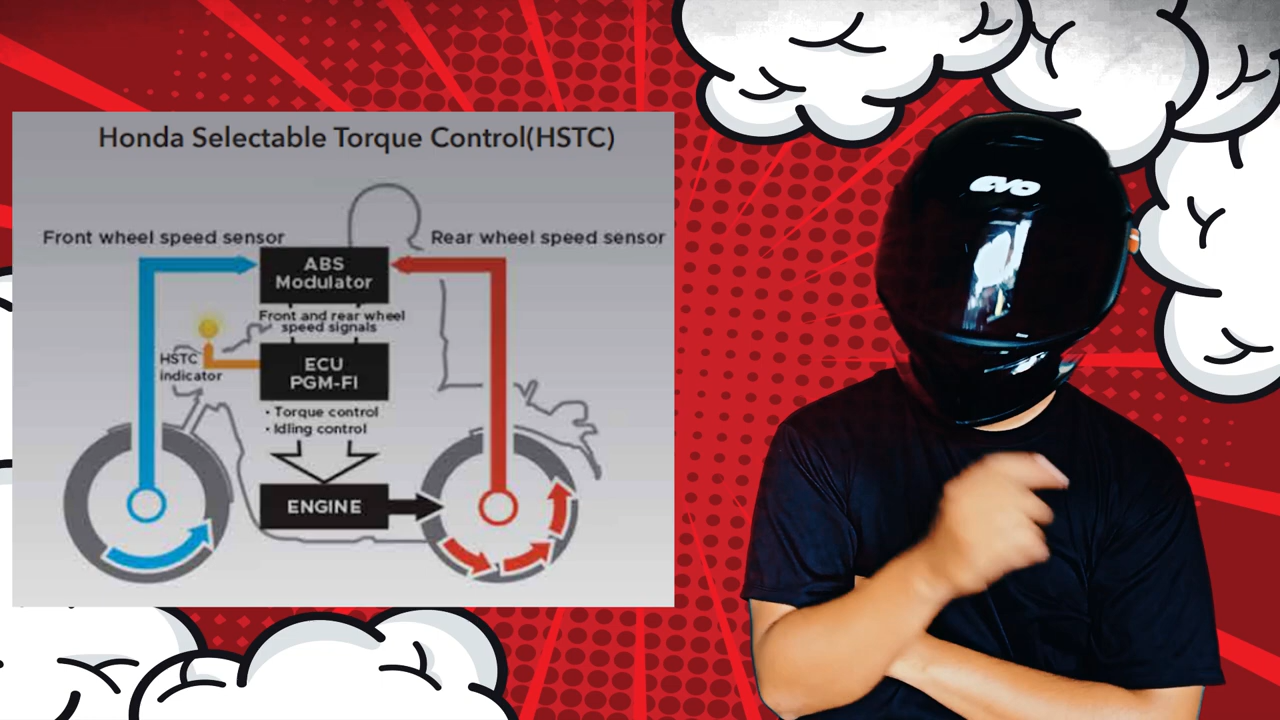 Honda Selectable Torque Control(HSTC)
Front wheel speed sensor
Rear wheel speed sensor
ABS
Modulator
Front and rear wheel
speed signals
HSTC
indicator
ECU
PGM-FI
• Torque control
• Idling control
ENGINE
evo